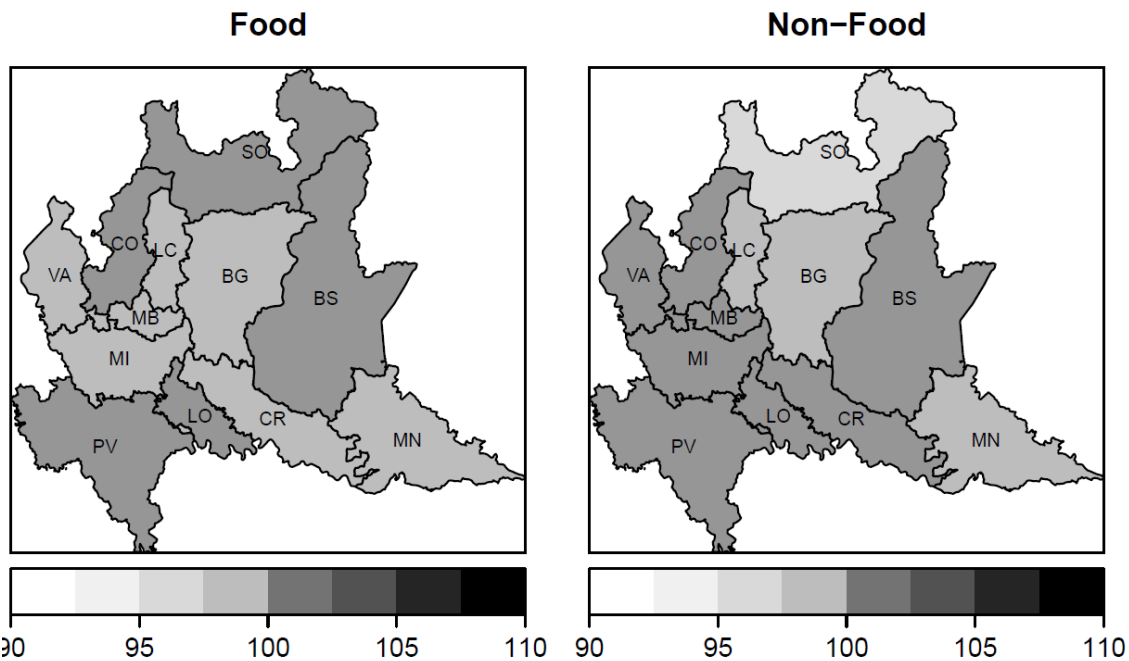 Food
Non−Food
SO
CO
LC
VA
BG
BS
MB
MI
LO
CR
PV
MN
90
95
100
105
110
SO
CO
LC
VA
BG
BS
MB
MI
LO
CR
PV
MN
90
95
100
105
110